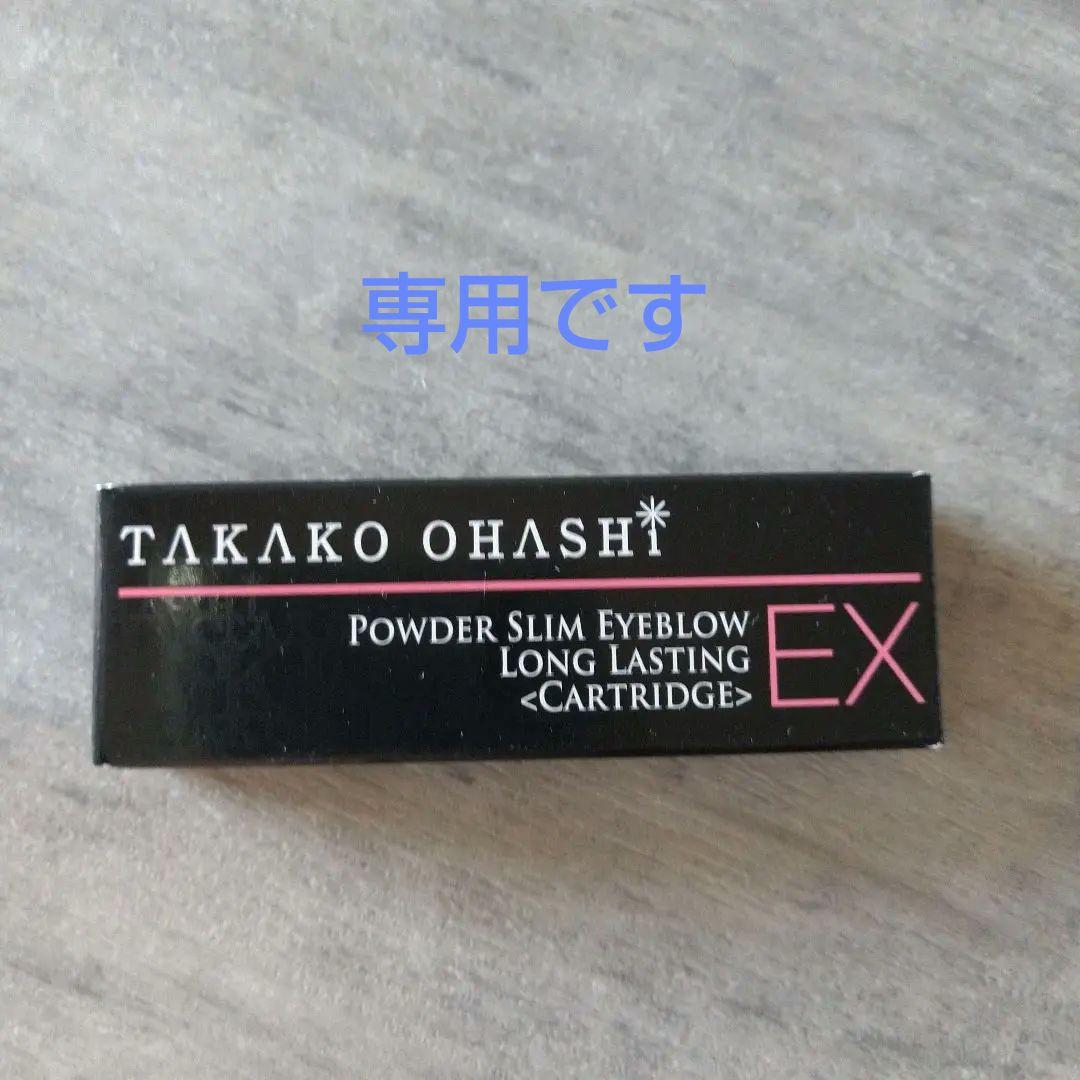 専用です
TAKAKO OHASHI
POWDER SLIM EYEBLOW
LONG LASTING
<CARTRIDGE>
EX